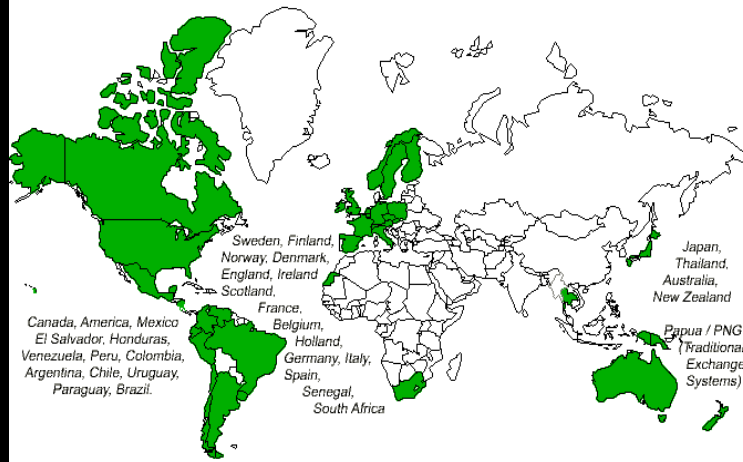 Sweden, Finland,
Norway, Denmark,
England, Ireland
Scotland,
France,
Belgium,
Holland,
Germany, Italy,
Spain,
Senegal,
South Africa
Japan,
Thailand,
Australia,
New Zealand
Papua / PNG
(Traditional
Exchange
Systems)
Canada, America, Mexico
El Salvador, Honduras,
Venezuela, Peru, Colombia,
Argentina, Chile, Uruguay,
Paraguay, Brazil.